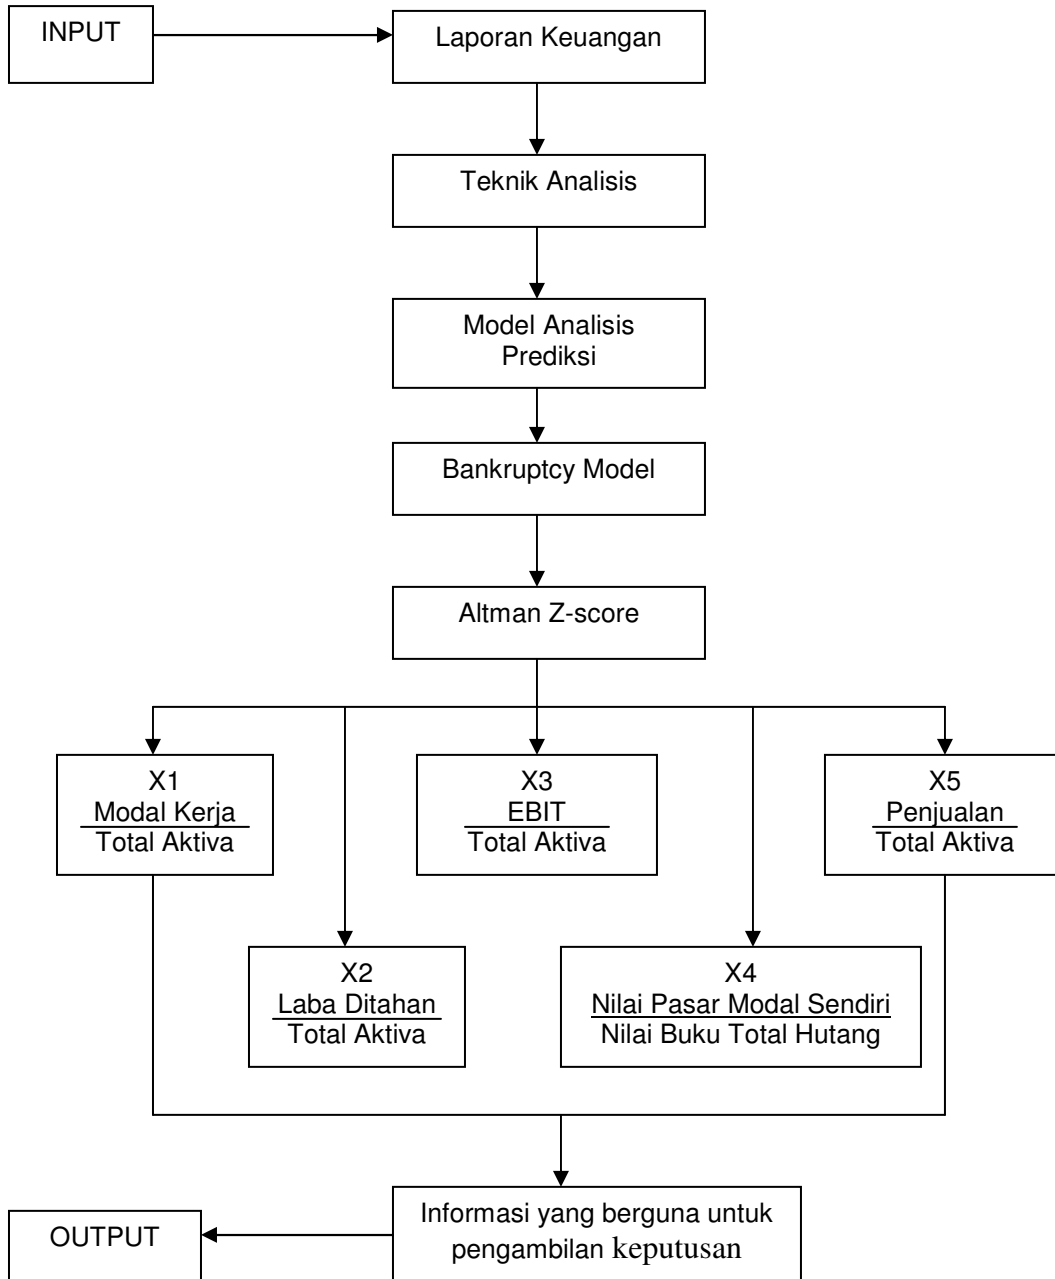 INPUT
Laporan Keuangan
Teknik Analisis
Model Analisis
Prediksi
Bankruptcy Model
Altman Z-score
X1
Modal Kerja
Total Aktiva
X3
EBIT
Total Aktiva
X5
Penjualan
Total Aktiva
X2
Laba Ditahan
Total Aktiva
X4
Nilai Pasar Modal Sendiri
Nilai Buku Total Hutang
Informasi yang berguna untuk
pengambilan keputusan
OUTPUT